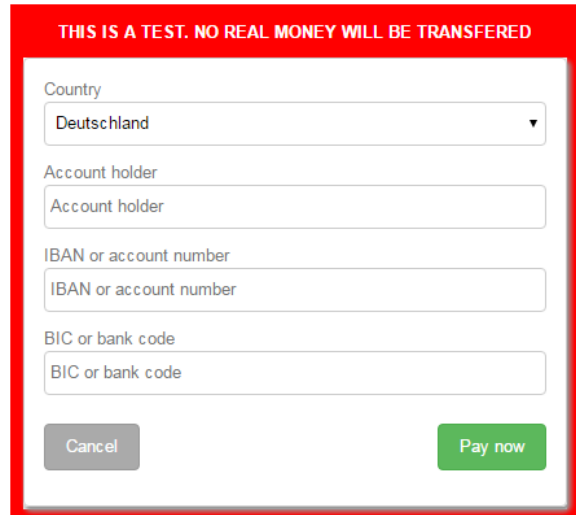 THIS IS A TEST. NO REAL MONEY WILL BE TRANSFERED
Country
Deutschland
Account holder
Account holder
IBAN or account number
IBAN or account number
BIC or bank code
BIC or bank code
Cancel
Pay now